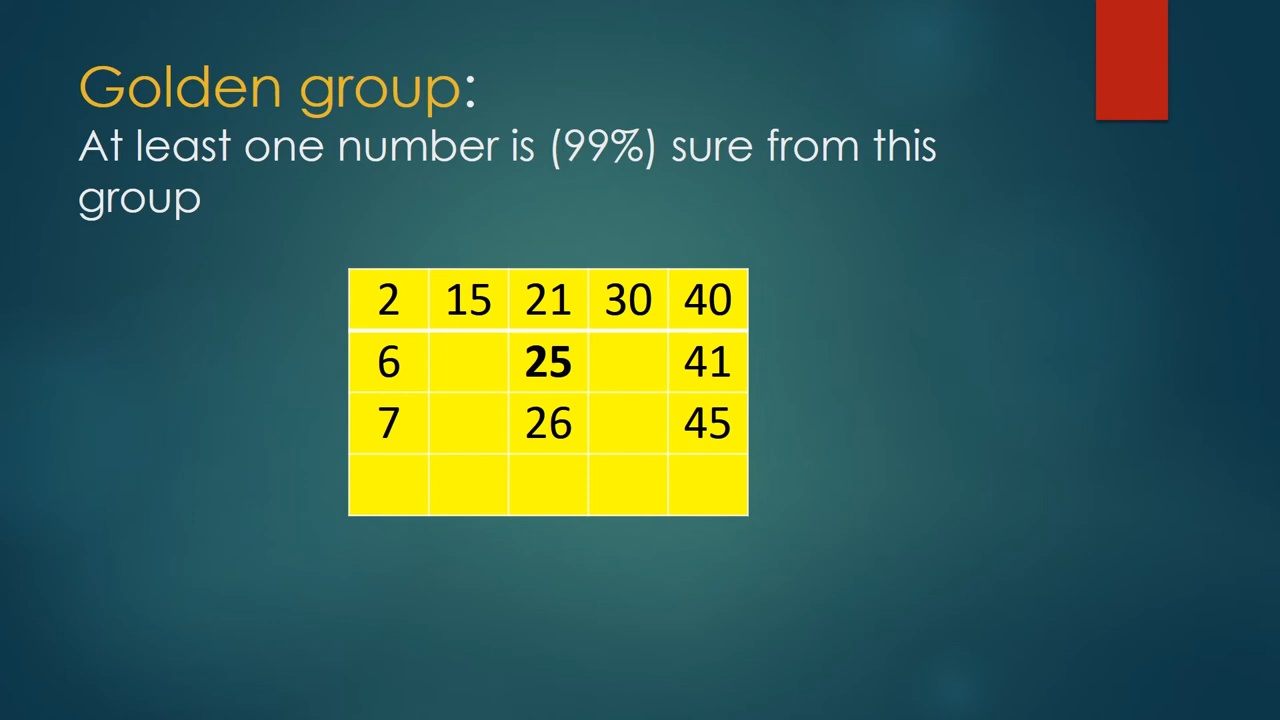 Golden group:
At least one number is (99%) sure from this
group
2 15 21 30 40
6 25 41
7 26 45